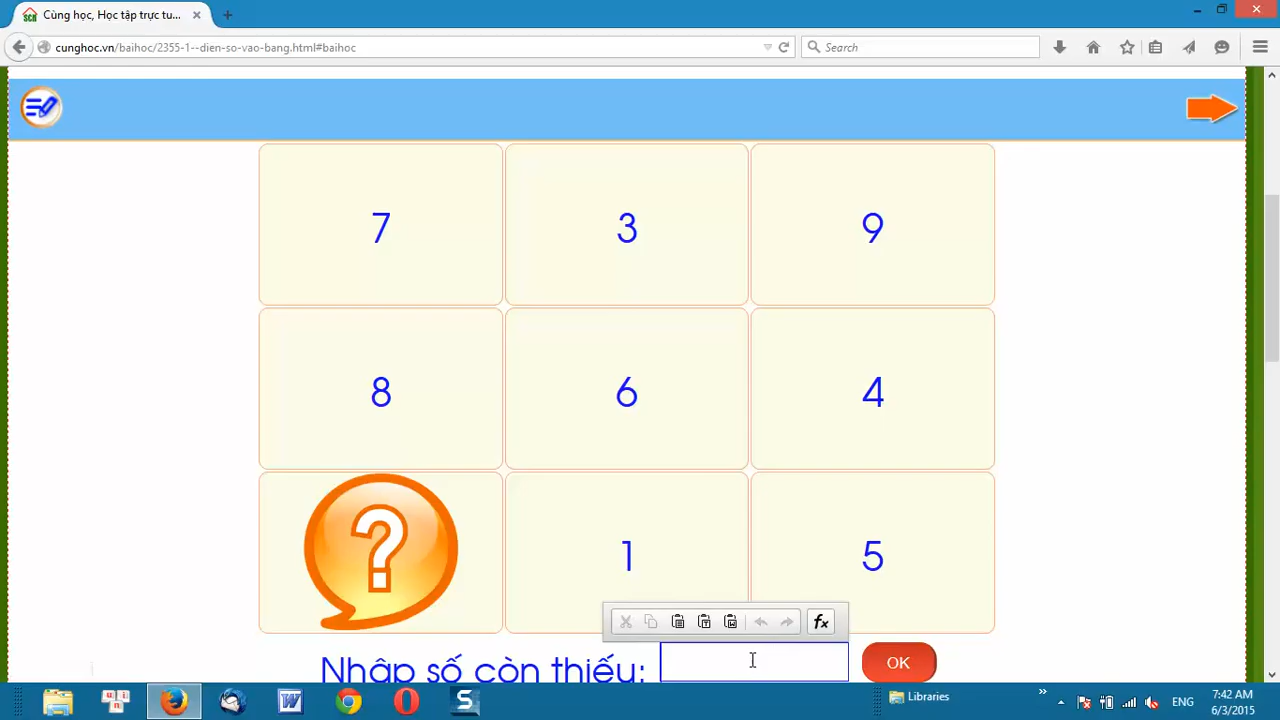 Cùng học, Học tập trực tu...
cunghoc.vn/baihoc/2355-1--dien-so-vao-bang.html#baihoc
Search
7 3 9
8 6 4
? 1 5
fx
Nhập số còn thiếu:
OK
Libraries
ENG
7:42 AM
6/3/2015